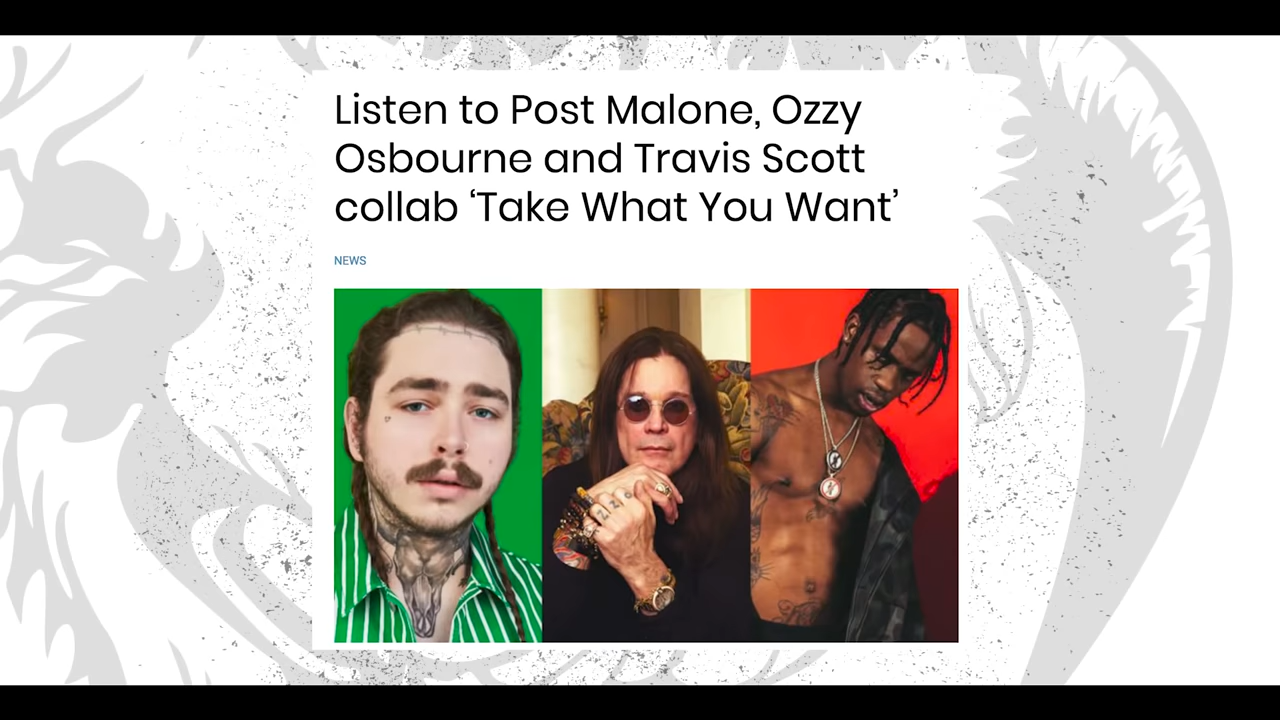 Listen to Post Malone, Ozzy
Osbourne and Travis Scott
collab ‘Take What You Want’
NEWS